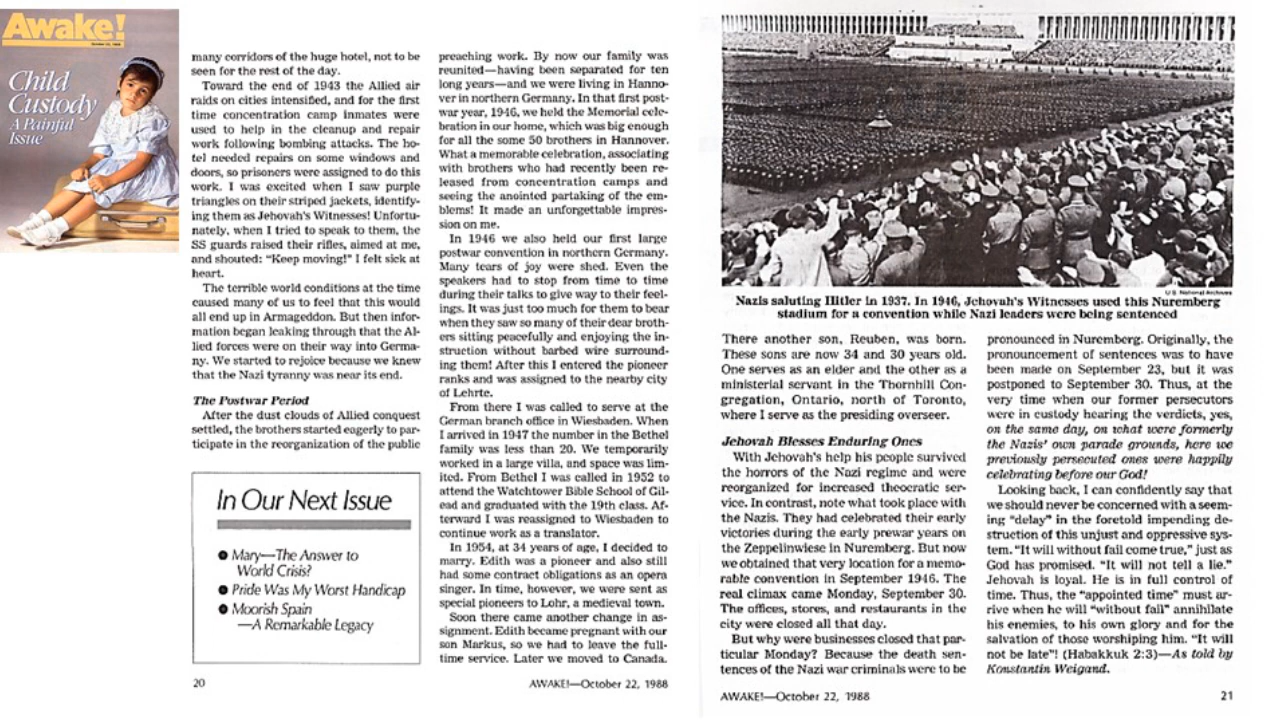 Awake!
October 22, 1988
Child
Custody
A Painful
Issue
many corridors of the huge hotel, not to be
seen for the rest of the day.
Toward the end of 1943 the Allied air
raids on cities intensified, and for the first
time concentration camp inmates were
used to help in the cleanup and repair
work following bombing attacks. The ho-
tel needed repairs on some windows and
doors, so prisoners were assigned to do this
work. I was excited when I saw purple
triangles on their striped jackets, identify-
ing them as Jehovah's Witnesses! Unfortu-
nately, when I tried to speak to them, the
SS guards raised their rifles, aimed at me,
and shouted: "Keep moving!" I felt sick at
heart.
The terrible world conditions at the time
caused many of us to feel that this would
all end up in Armageddon. But then infor-
mation began leaking through that the Al-
lied forces were on their way into Germa-
ny. We started to rejoice because we knew
that the Nazi tyranny was near its end.
The Postwar Period
After the dust clouds of Allied conquest
settled, the brothers started eagerly to par-
ticipate in the reorganization of the public
In Our Next Issue
● Mary—The Answer to
World Crisis?
● Pride Was My Worst Handicap
● Moorish Spain
—A Remarkable Legacy
20
preaching work. By now our family was
reunited—having been separated for ten
long years—and we were living in Hanno-
ver in northern Germany. In that first post-
war year, 1946, we held the Memorial cele-
bration in our home, which was big enough
for all the some 50 brothers in Hannover.
What a memorable celebration, associating
with brothers who had recently been re-
leased from concentration camps and
seeing the anointed partaking of the em-
blems! It made an unforgettable impres-
sion on me.
In 1946 we also held our first large
postwar convention in northern Germany.
Many tears of joy were shed. Even the
speakers had to stop from time to time
during their talks to give way to their feel-
ings. It was just too much for them to bear
when they saw so many of their dear broth-
ers sitting peacefully and enjoying the in-
struction without barbed wire surround-
ing them! After this I entered the pioneer
ranks and was assigned to the nearby city
of Lehrte.
From there I was called to serve at the
German branch office in Wiesbaden. When
I arrived in 1947 the number in the Bethel
family was less than 20. We temporarily
worked in a large villa, and space was lim-
ited. From Bethel I was called in 1952 to
attend the Watchtower Bible School of Gil-
ead and graduated with the 19th class. Af-
terward I was reassigned to Wiesbaden to
continue work as a translator.
In 1954, at 34 years of age, I decided to
marry. Edith was a pioneer and also still
had some contract obligations as an opera
singer. In time, however, we were sent as
special pioneers to Lohr, a medieval town.
Soon there came another change in as-
signment. Edith became pregnant with our
son Markus, so we had to leave the full-
time service. Later we moved to Canada.
AWAKE!—October 22, 1988
U.S. National Archives
Nazis saluting Hitler in 1937. In 1946, Jehovah's Witnesses used this Nuremberg
stadium for a convention while Nazi leaders were being sentenced
There another son, Reuben, was born.
These sons are now 34 and 30 years old.
One serves as an elder and the other as a
ministerial servant in the Thornhill Con-
gregation, Ontario, north of Toronto,
where I serve as the presiding overseer.
Jehovah Blesses Enduring Ones
With Jehovah's help his people survived
the horrors of the Nazi regime and were
reorganized for increased theocratic ser-
vice. In contrast, note what took place with
the Nazis. They had celebrated their early
victories during the early prewar years on
the Zeppelinwiese in Nuremberg. But now
we obtained that very location for a memo-
rable convention in September 1946. The
real climax came Monday, September 30.
The offices, stores, and restaurants in the
city were closed all that day.
But why were businesses closed that par-
ticular Monday? Because the death sen-
tences of the Nazi war criminals were to be
AWAKE!—October 22, 1988
pronounced in Nuremberg. Originally, the
pronouncement of sentences was to have
been made on September 23, but it was
postponed to September 30. Thus, at the
very time when our former persecutors
were in custody hearing the verdicts, yes,
on the same day, on what were formerly
the Nazis' own parade grounds, here we
previously persecuted ones were happily
celebrating before our God!
Looking back, I can confidently say that
we should never be concerned with a seem-
ing "delay" in the foretold impending de-
struction of this unjust and oppressive sys-
tem. "It will without fail come true," just as
God has promised. "It will not tell a lie."
Jehovah is loyal. He is in full control of
time. Thus, the "appointed time" must ar-
rive when he will "without fail" annihilate
his enemies, to his own glory and for the
salvation of those worshiping him. "It will
not be late"! (Habakkuk 2:3)—As told by
Konstantin Weigand.
21